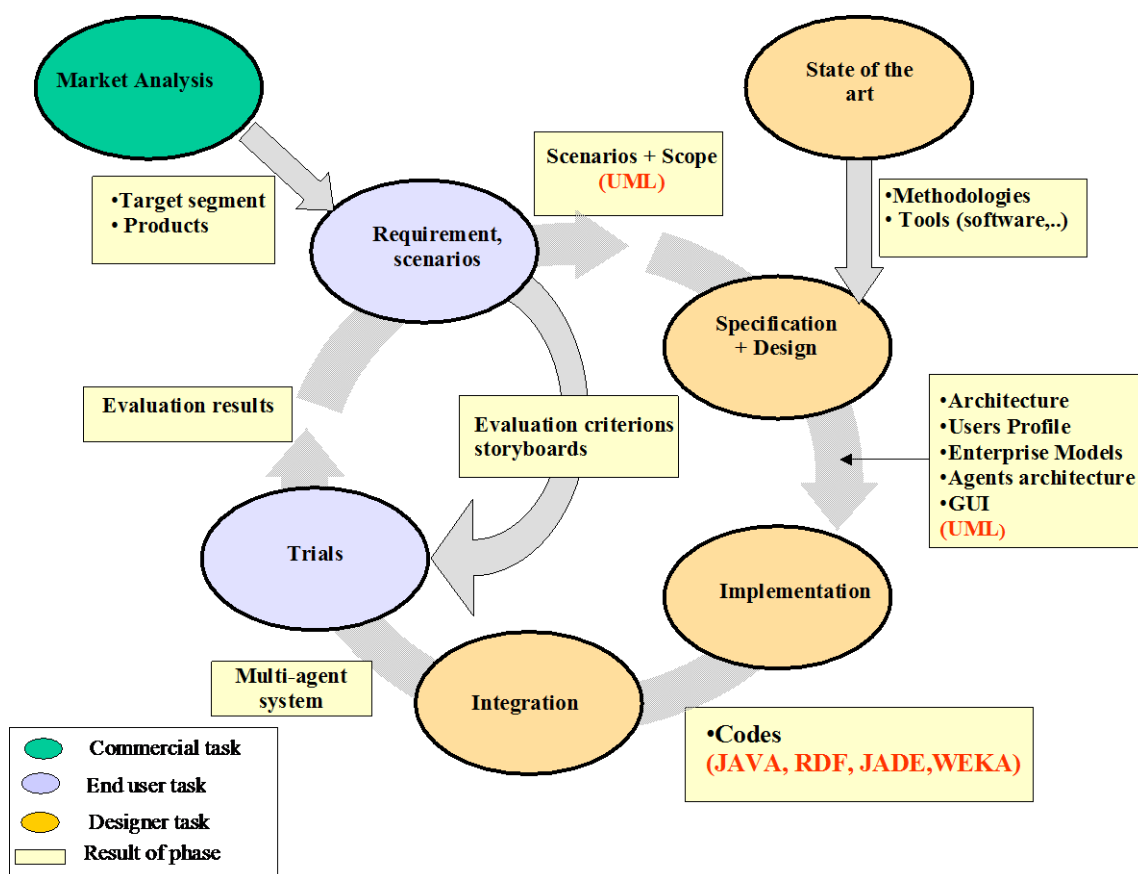 Market Analysis
State of the
art
Scenarios + Scope
(UML)
•Target segment
• Products
•Methodologies
• Tools (software,..)
Requirement,
scenarios
Specification
+ Design
Evaluation results
Evaluation criterions
storyboards
•Architecture
•Users Profile
•Enterprise Models
•Agents architecture
•GUI
(UML)
Trials
Implementation
Multi-agent
system
Integration
•Codes
(JAVA, RDF, JADE,WEKA)
Commercial task
End user task
Designer task
Result of phase